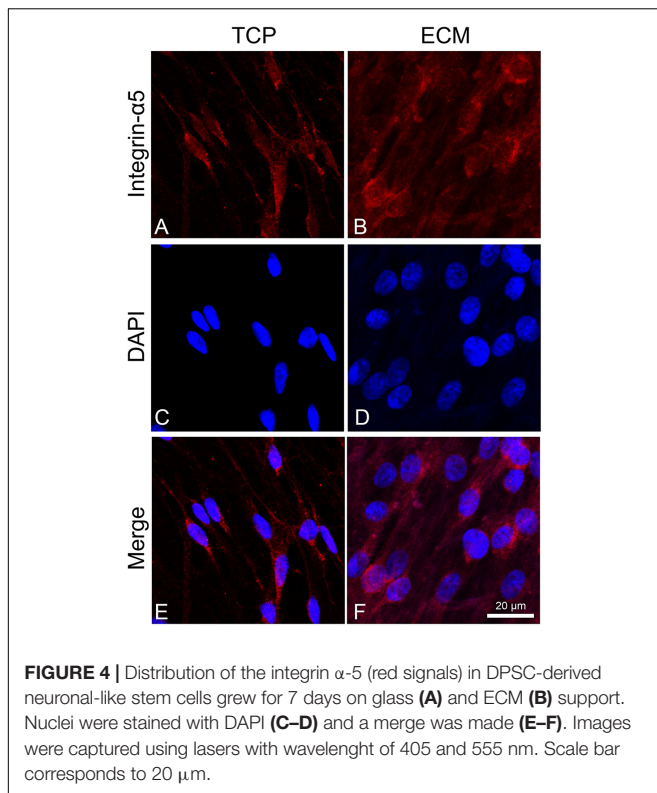 TCP ECM
Integrin-α5
A B
DAPI
C D
Merge
E F
20 μm
FIGURE 4 | Distribution of the integrin α-5 (red signals) in DPSC-derived
neuronal-like stem cells grew for 7 days on glass (A) and ECM (B) support.
Nuclei were stained with DAPI (C–D) and a merge was made (E–F). Images
were captured using lasers with wavelenght of 405 and 555 nm. Scale bar
corresponds to 20 μm.